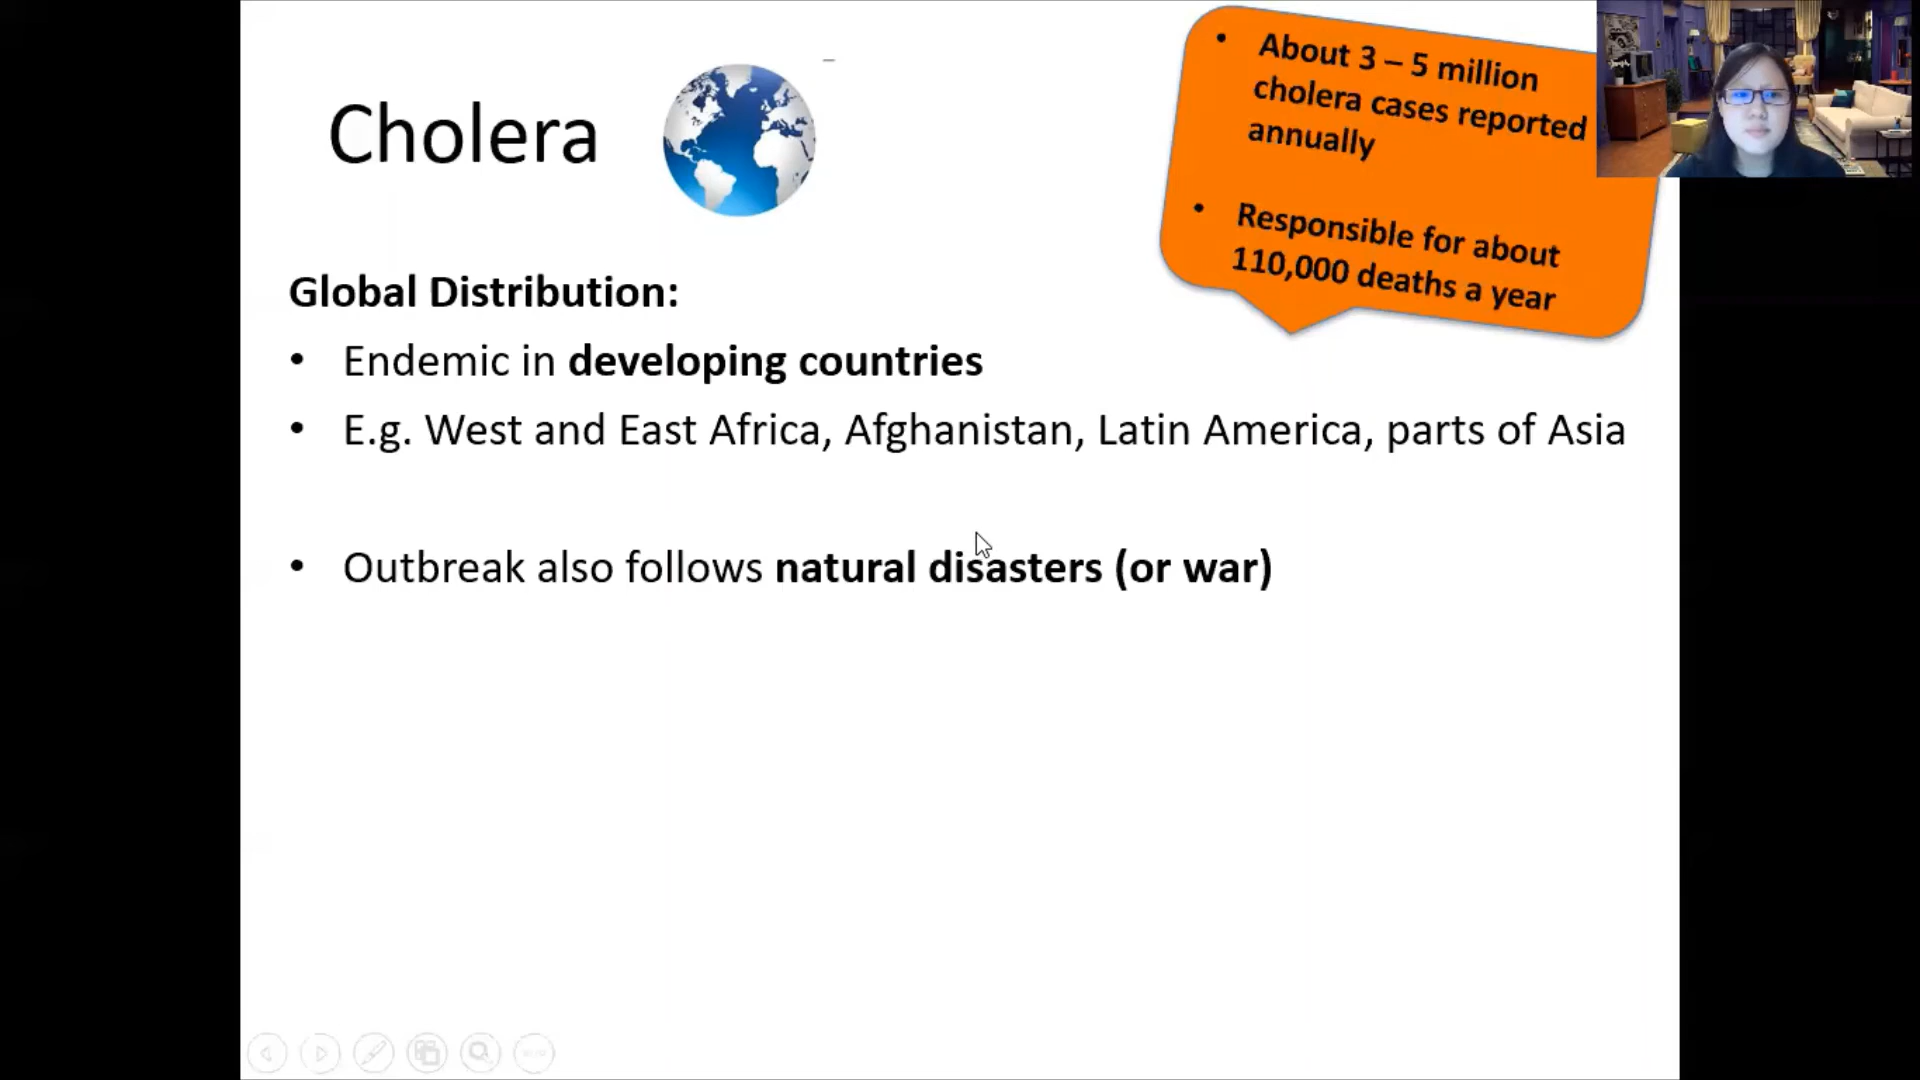 Cholera
• About 3 – 5 million
cholera cases reported
annually
• Responsible for about
110,000 deaths a year
Global Distribution:
• Endemic in developing countries
• E.g. West and East Africa, Afghanistan, Latin America, parts of Asia
• Outbreak also follows natural disasters (or war)